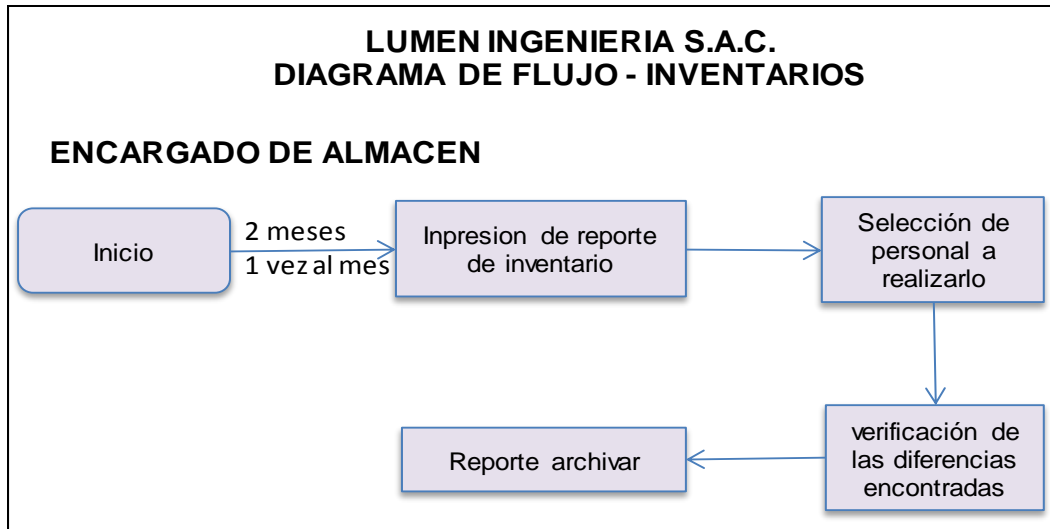 LUMEN INGENIERIA S.A.C.
DIAGRAMA DE FLUJO - INVENTARIOS
ENCARGADO DE ALMACEN
Inicio
2 meses
1 vez al mes
Inpresion de reporte
de inventario
Selección de
personal a
realizarlo
verificación de
las diferencias
encontradas
Reporte archivar